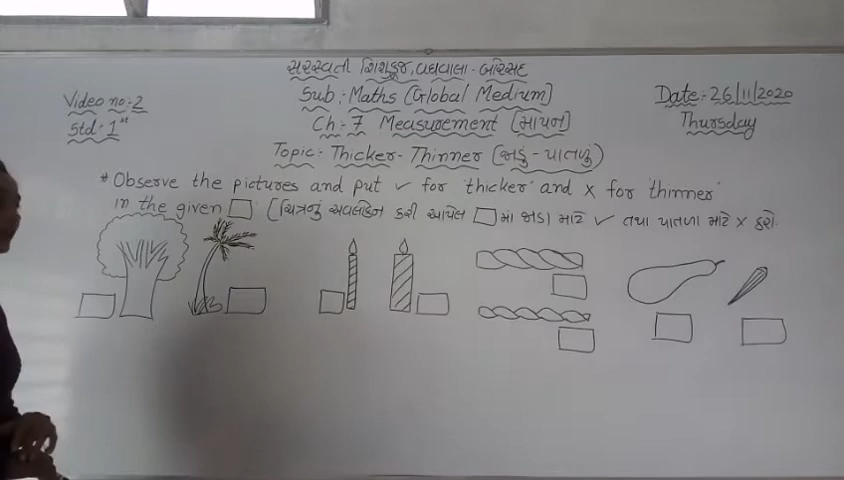 સરસ્વતી શિશુકુંજ, વઘવાલા - બોરસદ
Video no:-2
Sub:- Maths [Global Medium]
Date:- 26/11/2020
Std:- 1st
Ch:- 7 Measurement [માપન]
Thursday
Topic:- Thicker - Thinner (જાડું - પાતળું)
* Observe the pictures and put ✓ for 'thicker' and x for 'thinner'
in the given □ [ચિત્રનું અવલોકન કરી આપેલ □ માં જાડા માટે ✓ તથા પાતળા માટે x કરો.